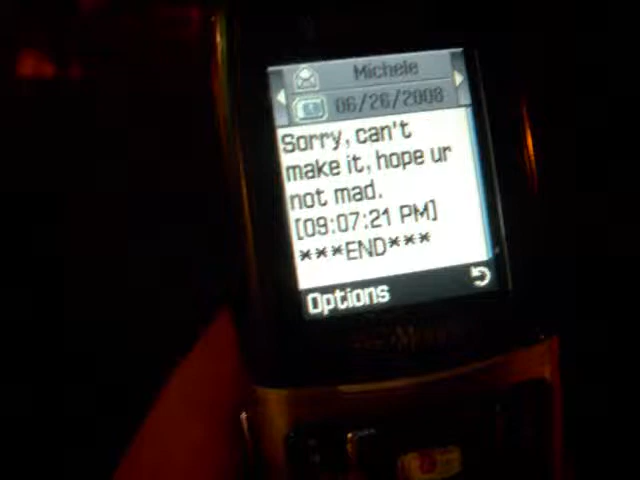 Michele
06/26/2008
Sorry, can't
make it, hope ur
not mad.
[09:07:21 PM]
***END***
Options